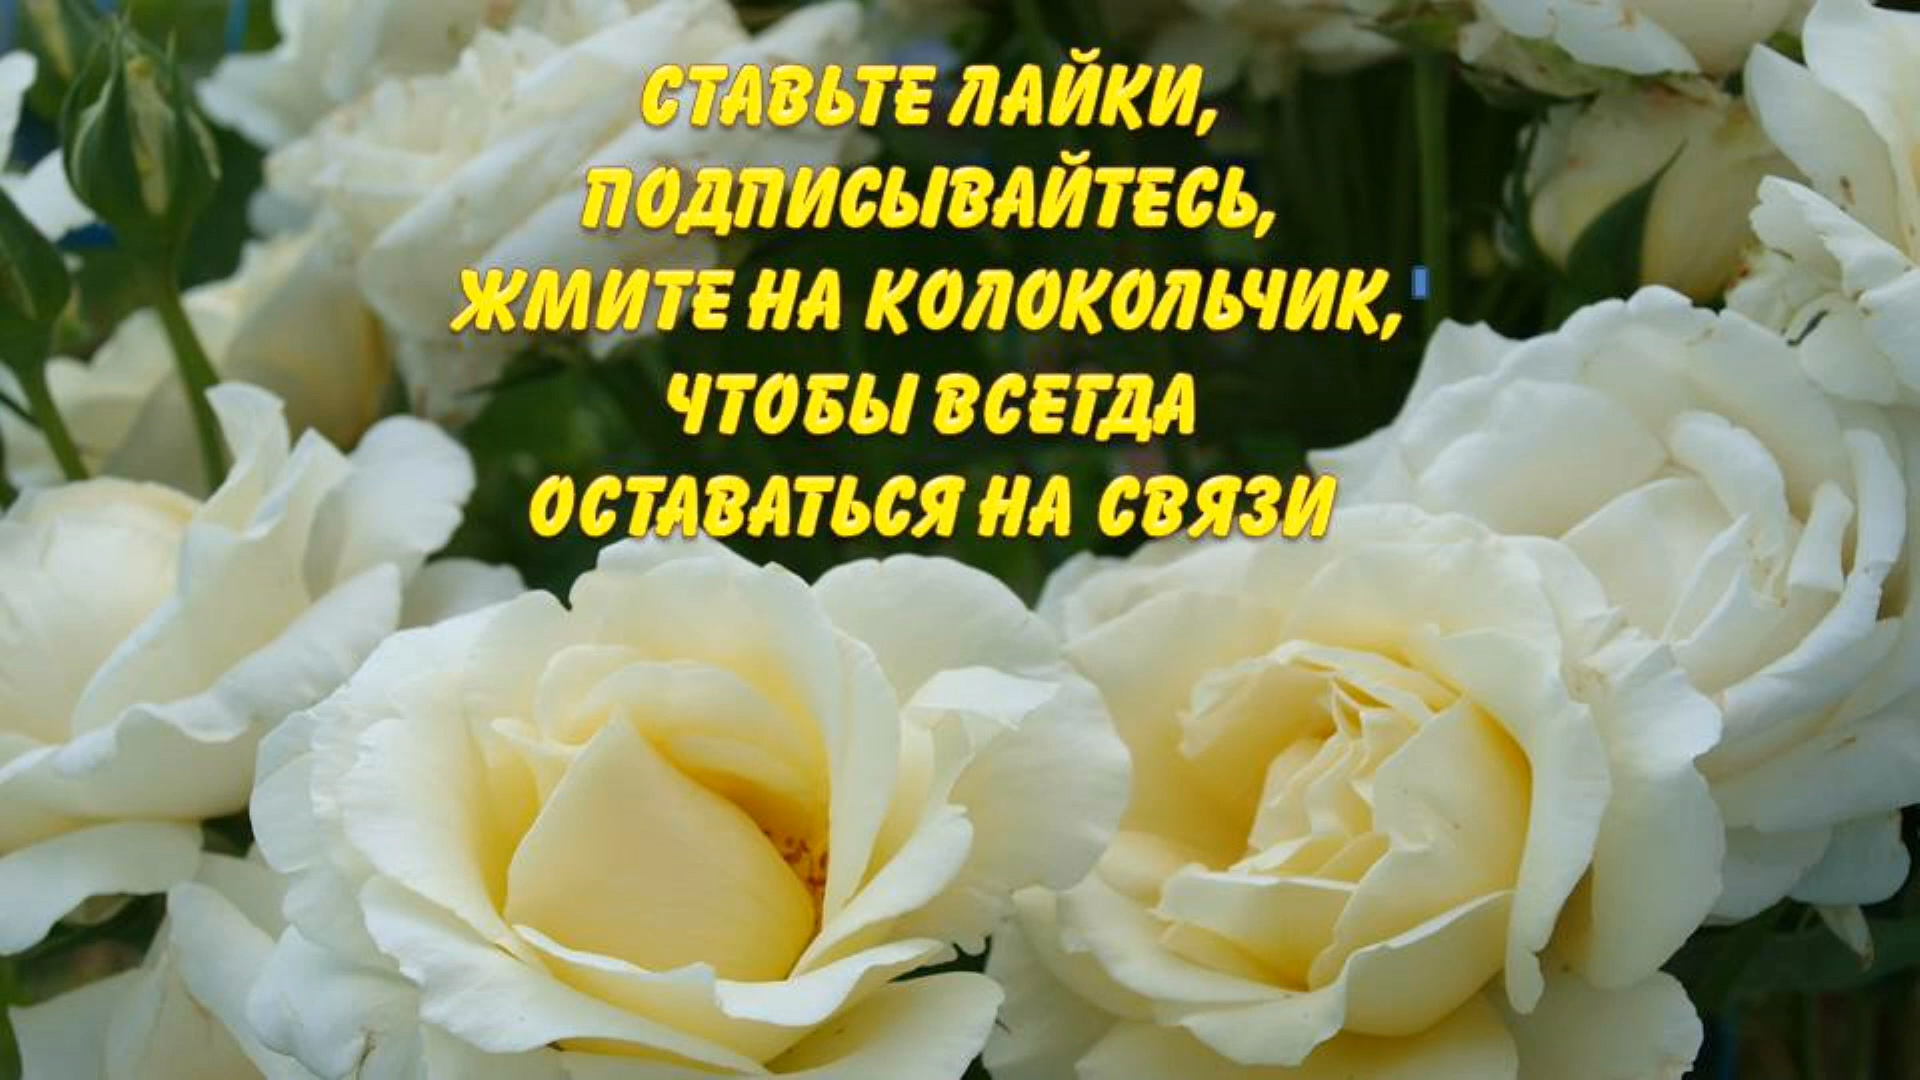 СТАВЬТЕ ЛАЙКИ,
ПОДПИСЫВАЙТЕСЬ,
ЖМИТЕ НА КОЛОКОЛЬЧИК,
ЧТОБЫ ВСЕГДА
ОСТАВАТЬСЯ НА СВЯЗИ